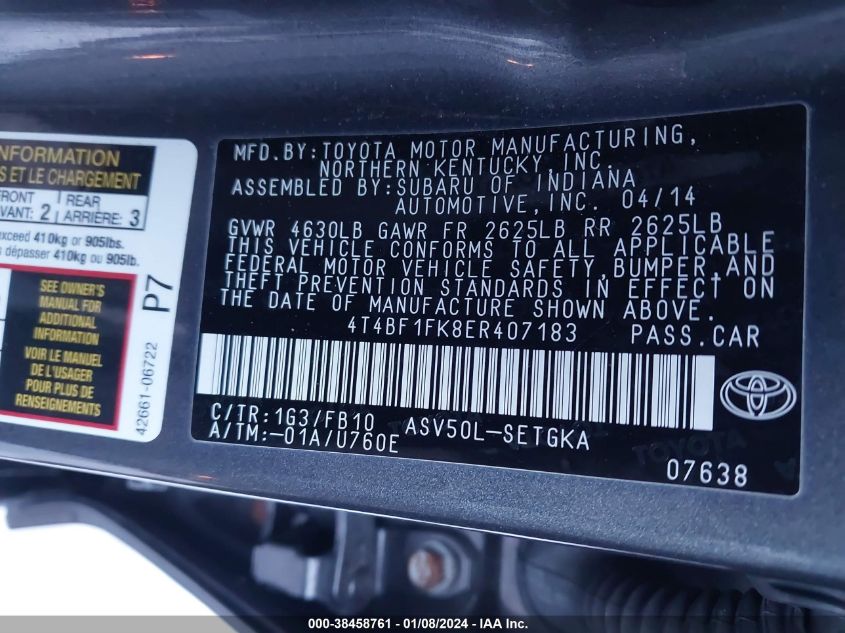 MFD.BY:TOYOTA MOTOR MANUFACTURING,
NORTHERN KENTUCKY,INC.
ASSEMBLED BY:SUBARU OF INDIANA
AUTOMOTIVE,INC. 04/14
GVWR 4630LB GAWR FR 2625LB RR 2625LB
THIS VEHICLE CONFORMS TO ALL APPLICABLE
FEDERAL MOTOR VEHICLE SAFETY,BUMPER,AND
THEFT PREVENTION STANDARDS IN EFFECT ON
THE DATE OF MANUFACTURE SHOWN ABOVE.
4T4BF1FK8ER407183 PASS.CAR
C/TR:1G3/FB10 ASV50L-SETGKA
A/TM:-01A/U760E
07638
TOYOTA
NFORMATION
S ET LE CHARGEMENT
FRONT
VANT: 2
REAR
ARRIÈRE: 3
exceed 410kg or 905lbs.
dépasser 410kg ou 905lb.
SEE OWNER'S
MANUAL FOR
ADDITIONAL
INFORMATION
VOIR LE MANUEL
DE L'USAGER
POUR PLUS DE
RENSEIGNEMENTS
P7
42661-06722
000-38458761 - 01/08/2024 - IAA Inc.